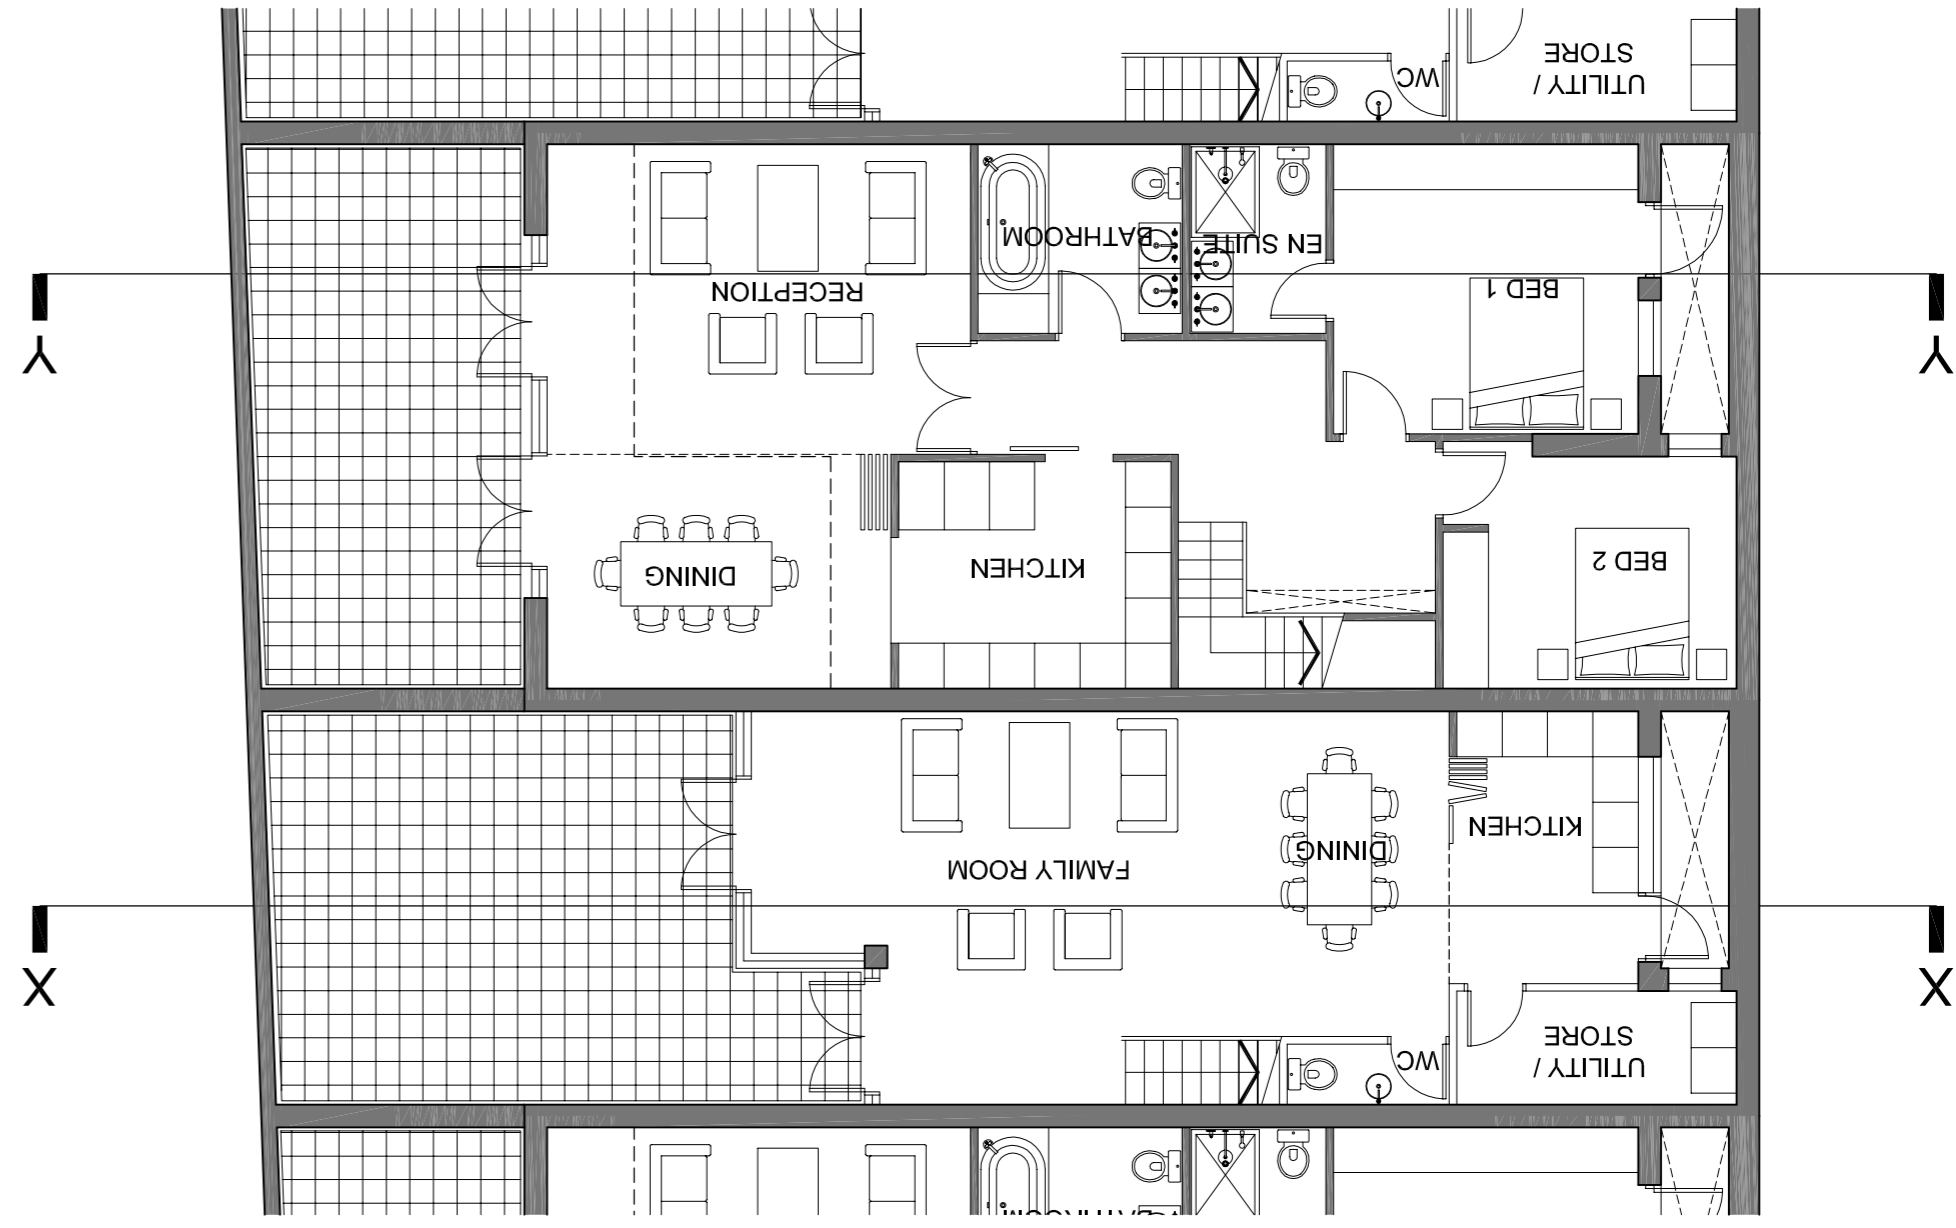 UTILITY /
STORE
WC
BATHROOM
EN SUITE
RECEPTION
BED 1
Y
Y
BED 2
KITCHEN
DINING
KITCHEN
DINING
FAMILY ROOM
X
X
UTILITY /
STORE
WC